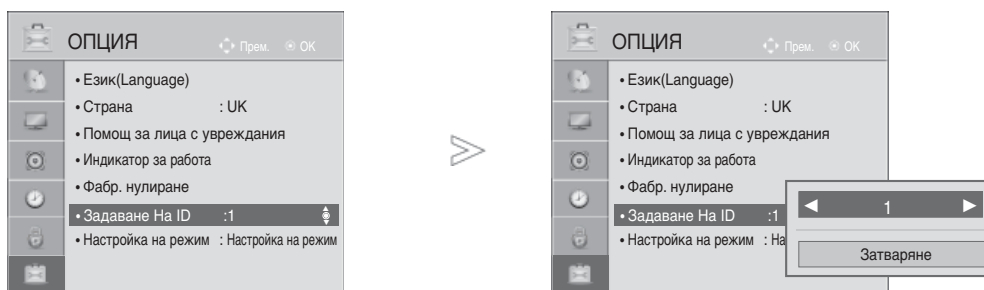 ОПЦИЯ
Прем. OK
• Език(Language)
• Страна : UK
• Помощ за лица с увреждания
• Индикатор за работа
• Фабр. нулиране
• Задаване На ID :1
• Настройка на режим : Настройка на режим
ОПЦИЯ
Прем. OK
• Език(Language)
• Страна : UK
• Помощ за лица с увреждания
• Индикатор за работа
• Фабр. нулиране
• Задаване На ID :1
• Настройка на режим : На
◄ 1 ►
Затваряне